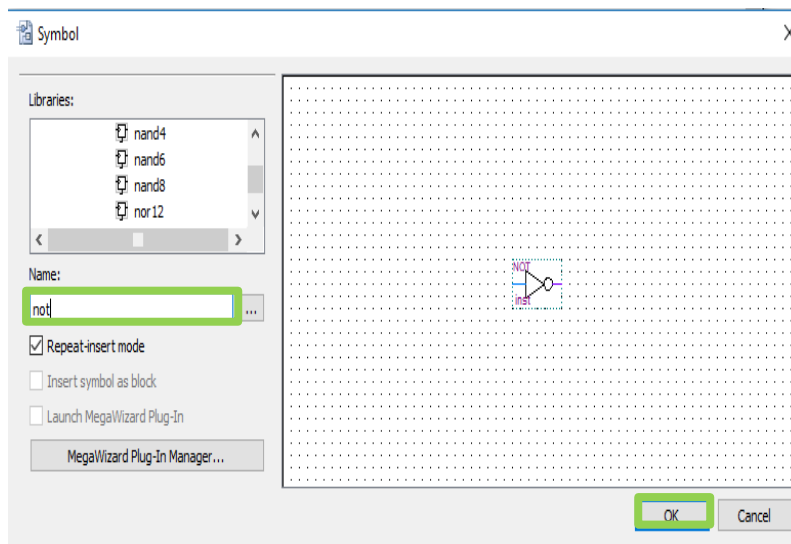 Symbol
Libraries:
nand4
nand6
nand8
nor12
Name:
not
...
Repeat-insert mode
Insert symbol as block
Launch MegaWizard Plug-In
MegaWizard Plug-In Manager...
NOT
inst
OK
Cancel